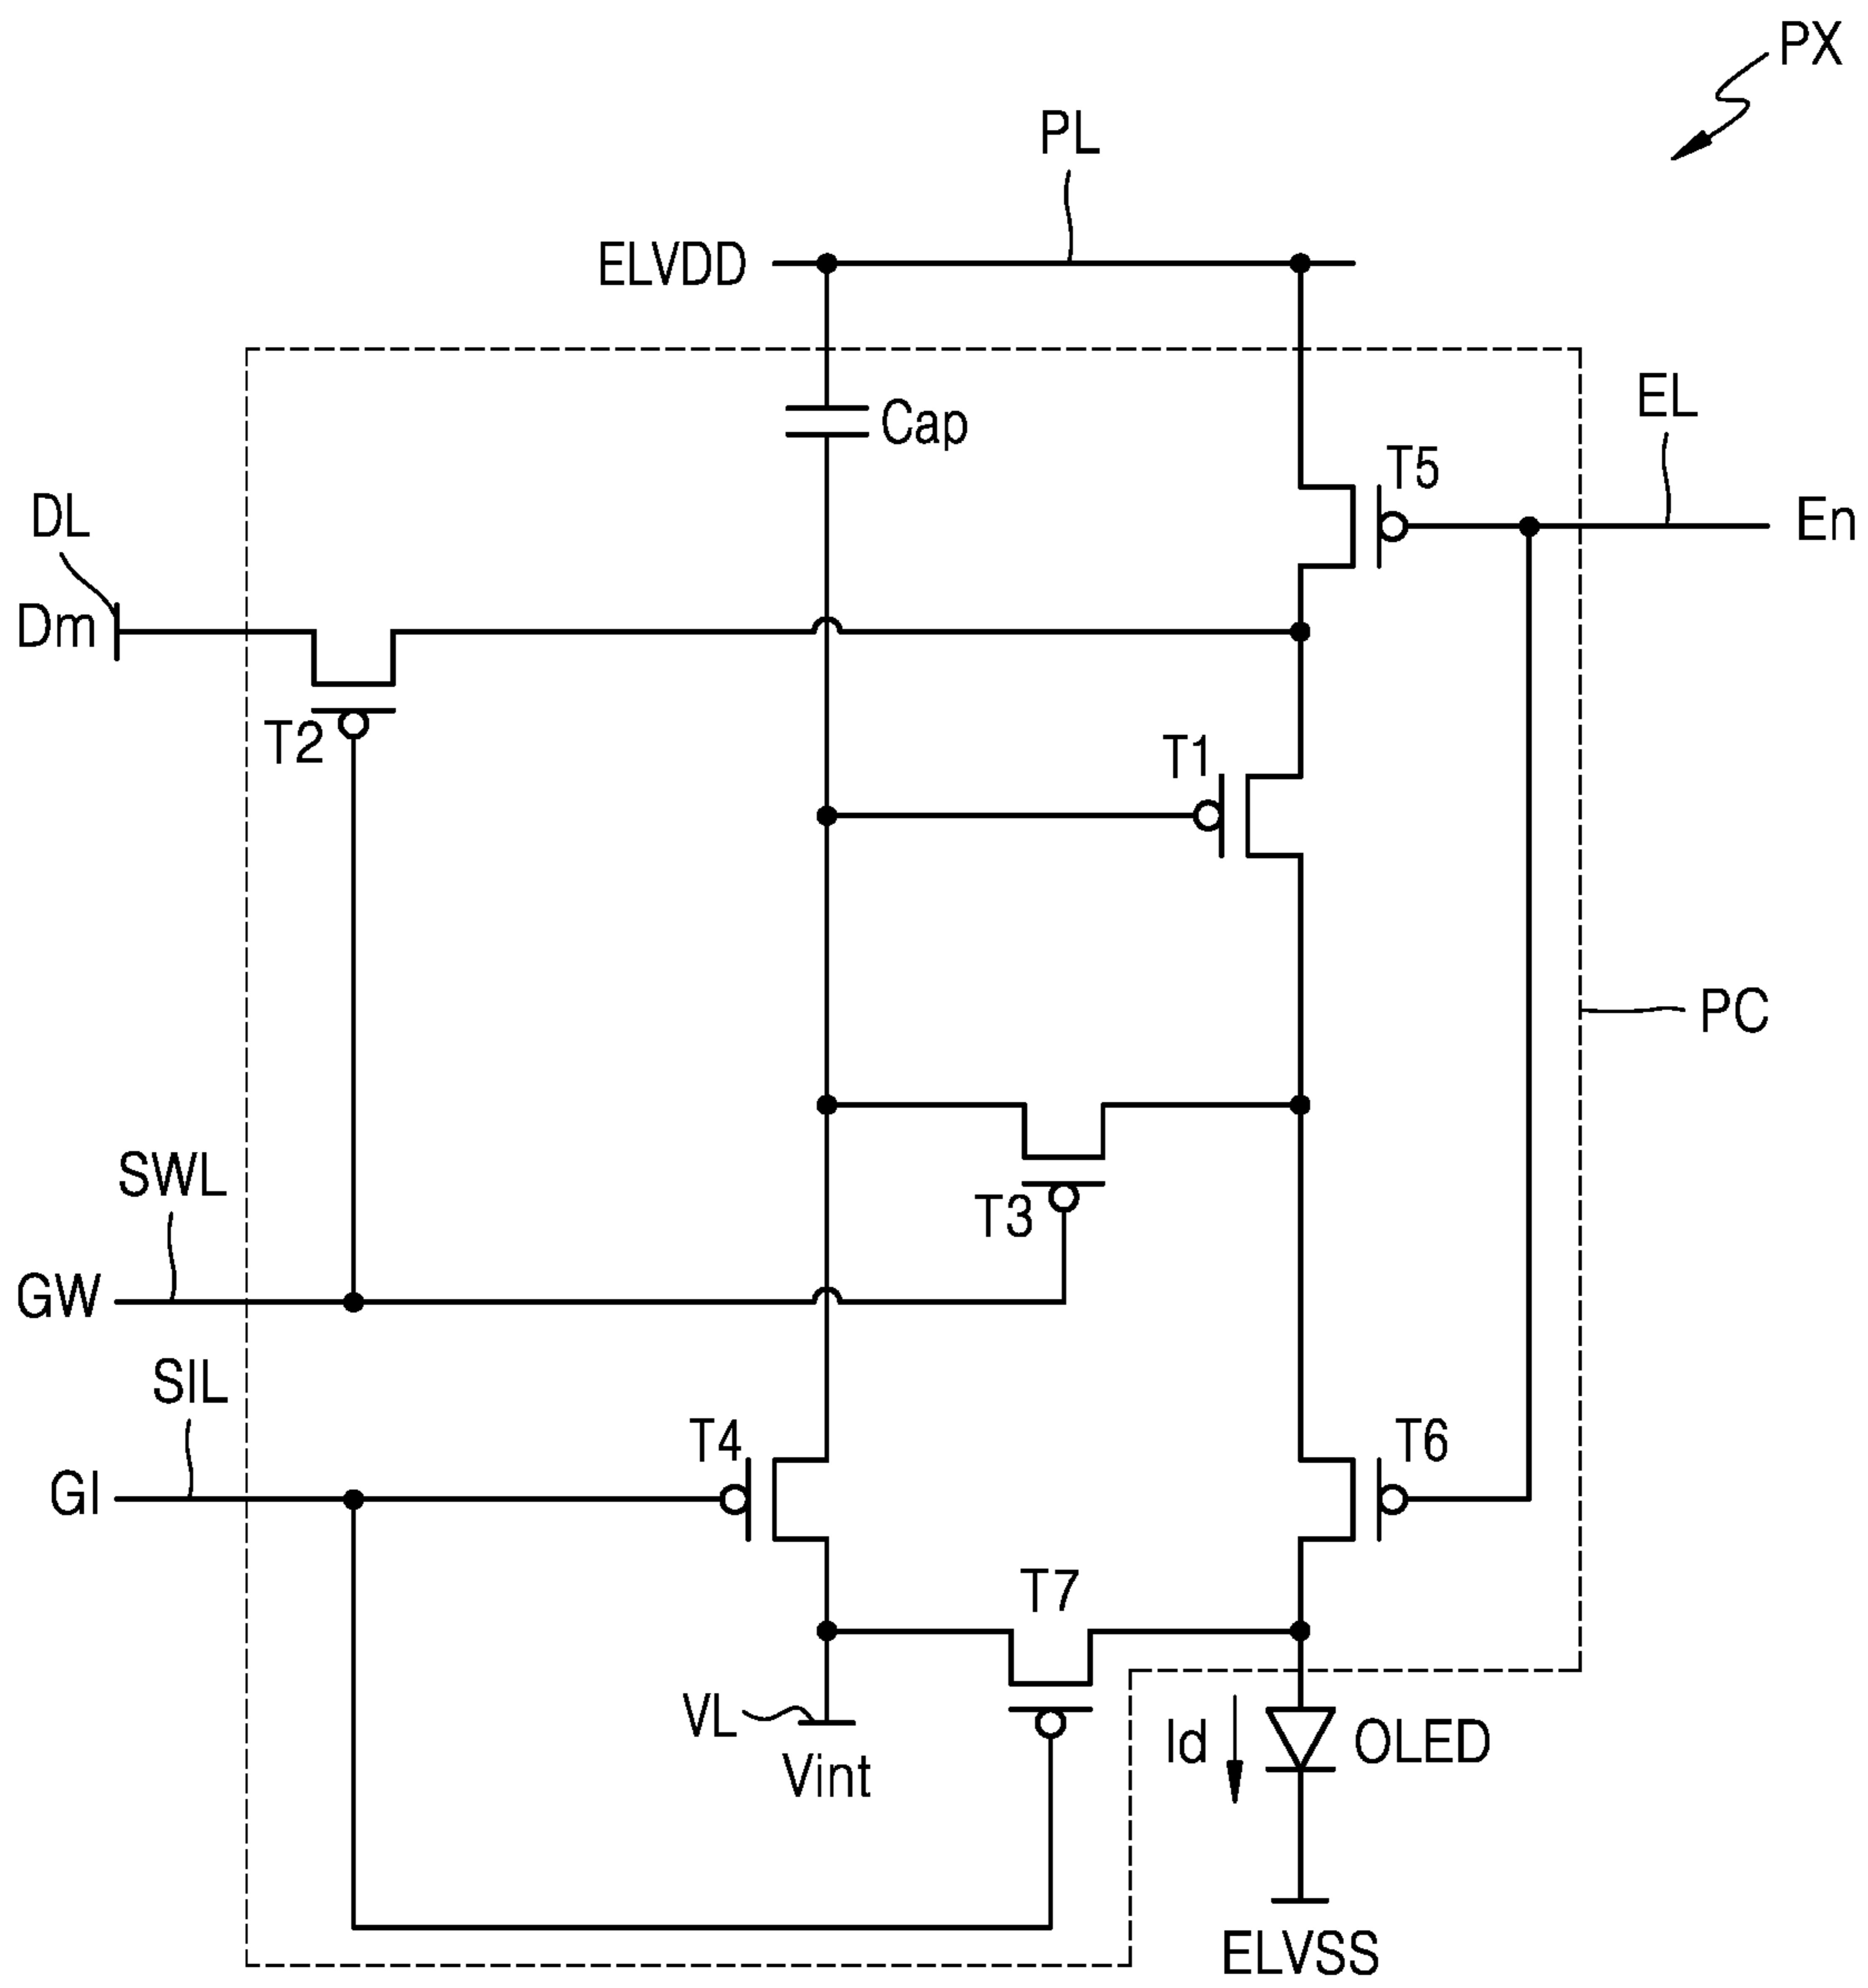 PX
PL
ELVDD
Cap
EL
T5
DL
En
Dm
T2
T1
PC
SWL
T3
GW
SIL
T4
T6
GI
T7
VL
Id
OLED
Vint
ELVSS